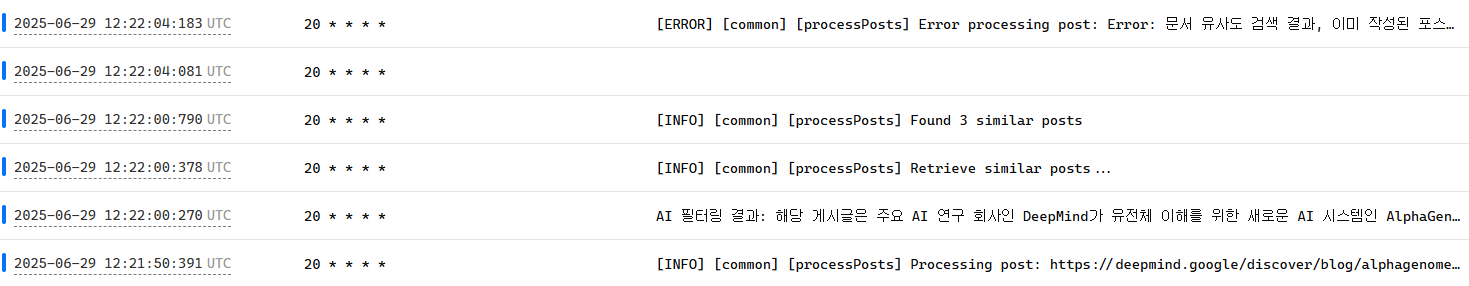 2025-06-29 12:22:04:183 UTC 20 * * * * [ERROR] [common] [processPosts] Error processing post: Error: 문서 유사도 검색 결과, 이미 작성된 포스…
2025-06-29 12:22:04:081 UTC 20 * * * *
2025-06-29 12:22:00:790 UTC 20 * * * * [INFO] [common] [processPosts] Found 3 similar posts
2025-06-29 12:22:00:378 UTC 20 * * * * [INFO] [common] [processPosts] Retrieve similar posts...
2025-06-29 12:22:00:270 UTC 20 * * * * AI 필터링 결과: 해당 게시글은 주요 AI 연구 회사인 DeepMind가 유전체 이해를 위한 새로운 AI 시스템인 AlphaGen…
2025-06-29 12:21:50:391 UTC 20 * * * * [INFO] [common] [processPosts] Processing post: https://deepmind.google/discover/blog/alphagenome…